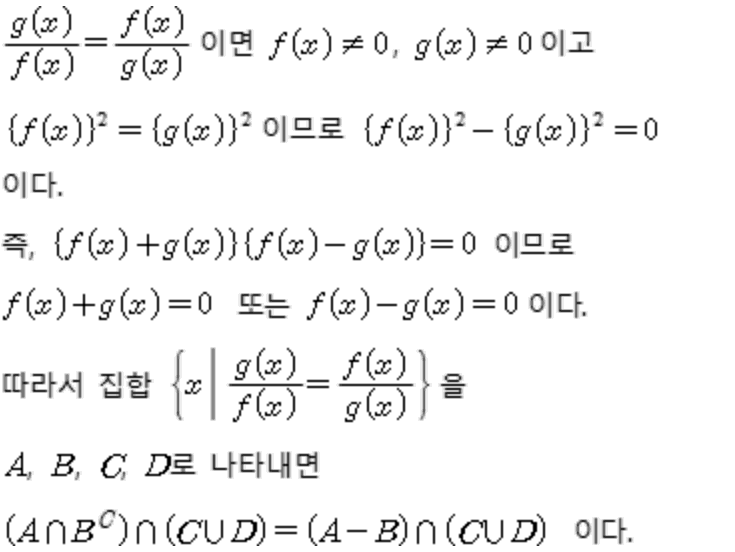 g(x)/f(x) = f(x)/g(x) 이면 f(x) ≠ 0, g(x) ≠ 0 이고
{f(x)}² = {g(x)}² 이므로 {f(x)}² − {g(x)}² = 0
이다.
즉, {f(x)+g(x)}{f(x)−g(x)}=0 이므로
f(x)+g(x)=0 또는 f(x)−g(x)=0 이다.
따라서 집합 {x | g(x)/f(x) = f(x)/g(x)} 을
A, B, C, D로 나타내면
(A∩B^C)∩(C∪D)=(A−B)∩(C∪D) 이다.